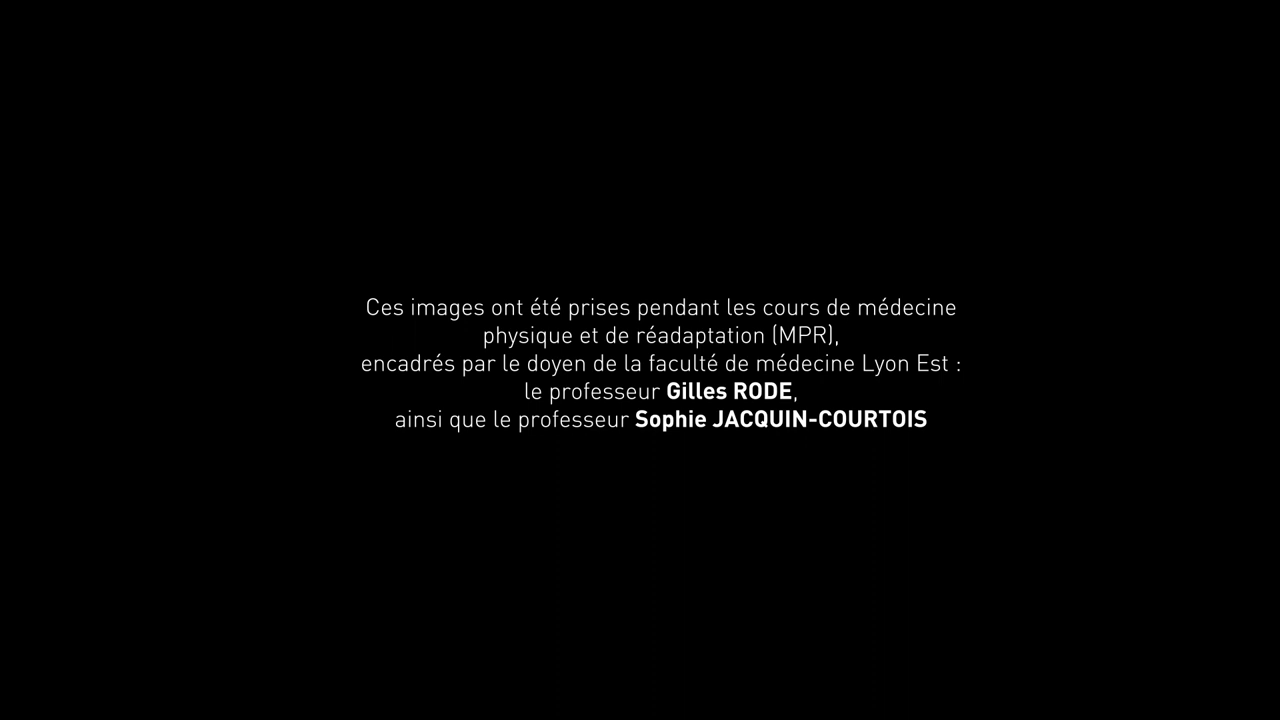 Ces images ont été prises pendant les cours de médecine
physique et de réadaptation (MPR),
encadrés par le doyen de la faculté de médecine Lyon Est :
le professeur Gilles RODE,
ainsi que le professeur Sophie JACQUIN-COURTOIS